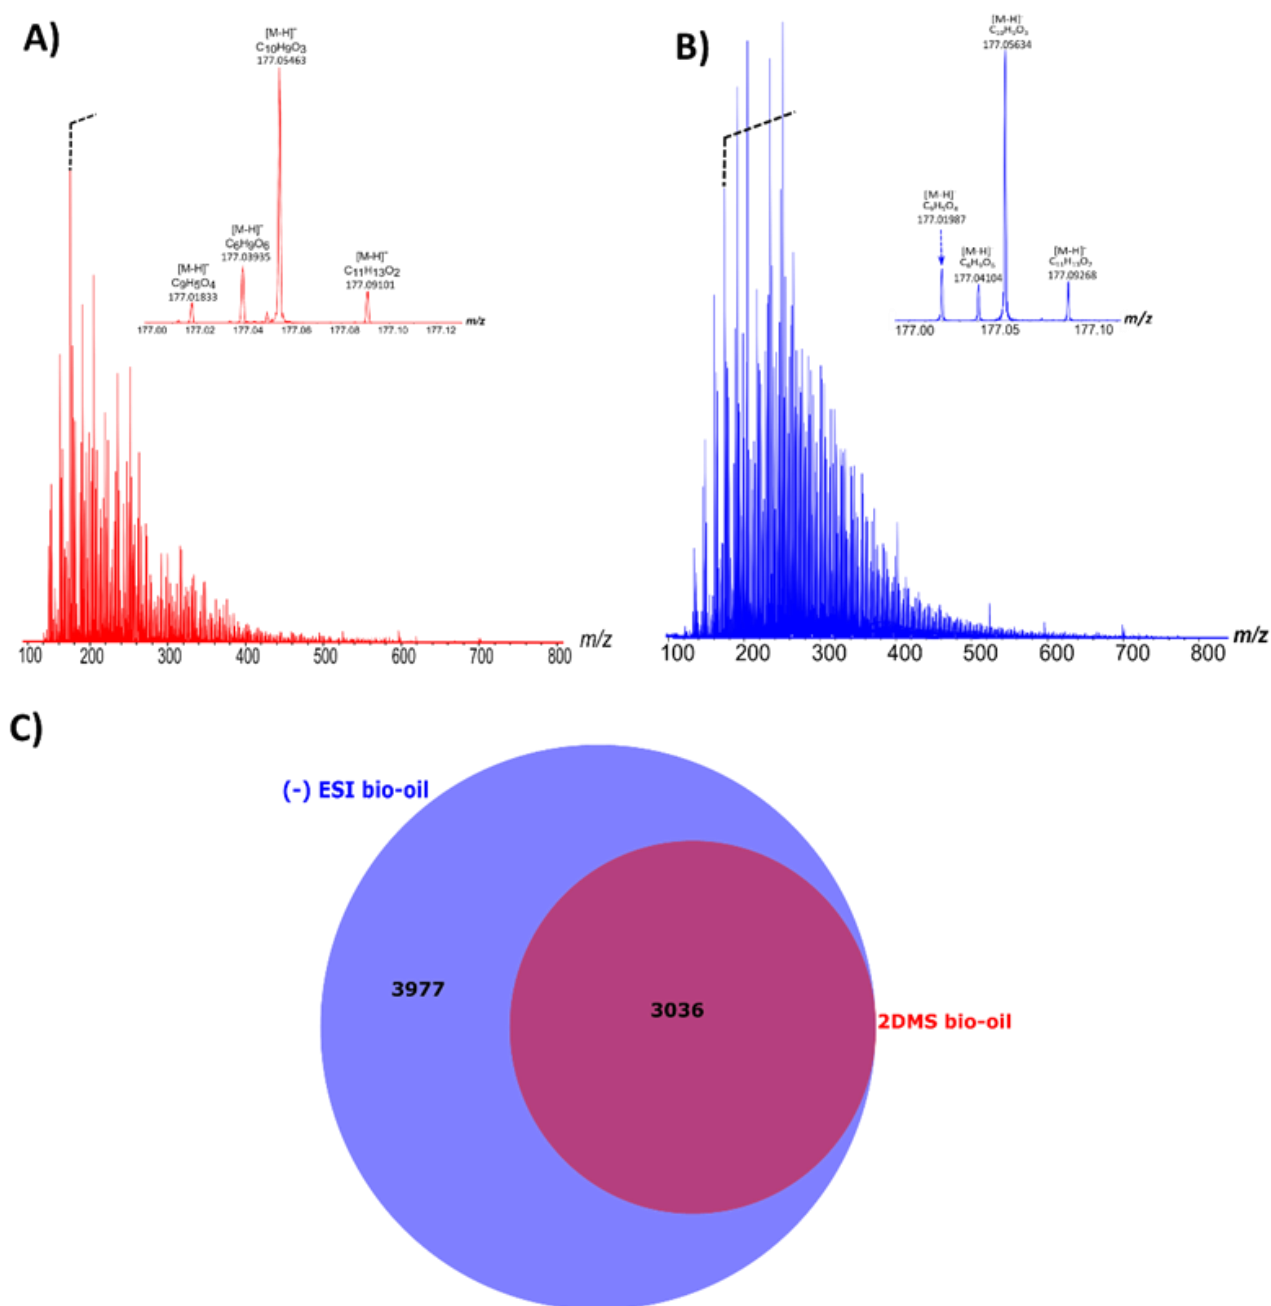 A)
[M-H]⁻
C₁₀H₉O₃
177.05463
[M-H]⁻
C₆H₉O₆
177.03935
[M-H]⁻
C₉H₅O₄
177.01833
[M-H]⁻
C₁₁H₁₃O₂
177.09101
177.00 177.02 177.04 177.06 177.08 177.10 177.12 m/z
100 200 300 400 500 600 700 800 m/z
B)
[M-H]⁻
177.05634
[M-H]⁻
177.01987
[M-H]
177.04104
[M-H]⁻
177.09268
177.00 177.05 177.10 m/z
100 200 300 400 500 600 700 800 m/z
C)
(-) ESI bio-oil
3977
3036
2DMS bio-oil